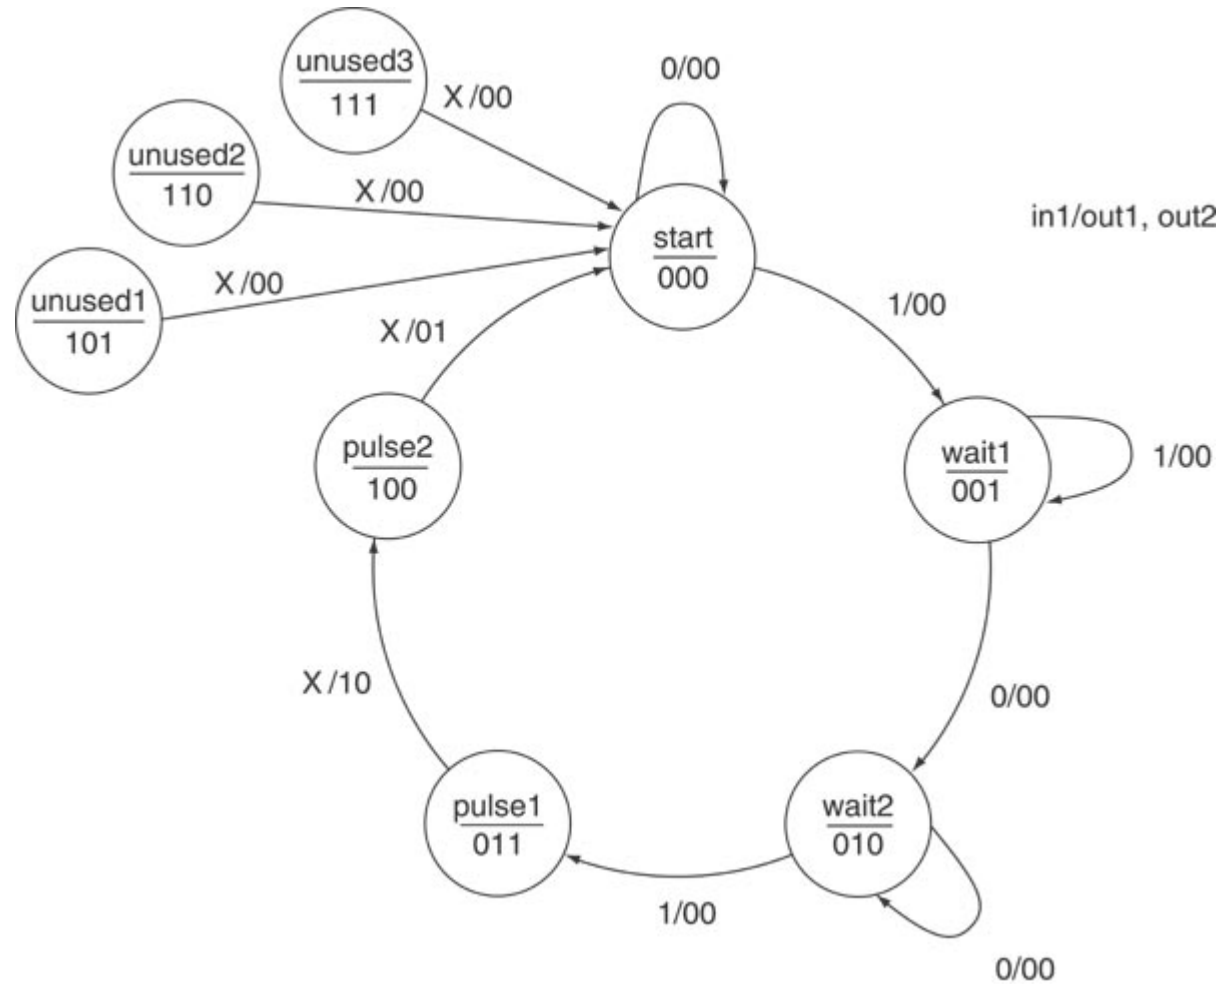 unused3
111
X /00
0/00
unused2
110
X /00
in1/out1, out2
start
000
unused1
101
X /00
X /01
1/00
pulse2
100
wait1
001
1/00
X /10
0/00
pulse1
011
wait2
010
1/00
0/00